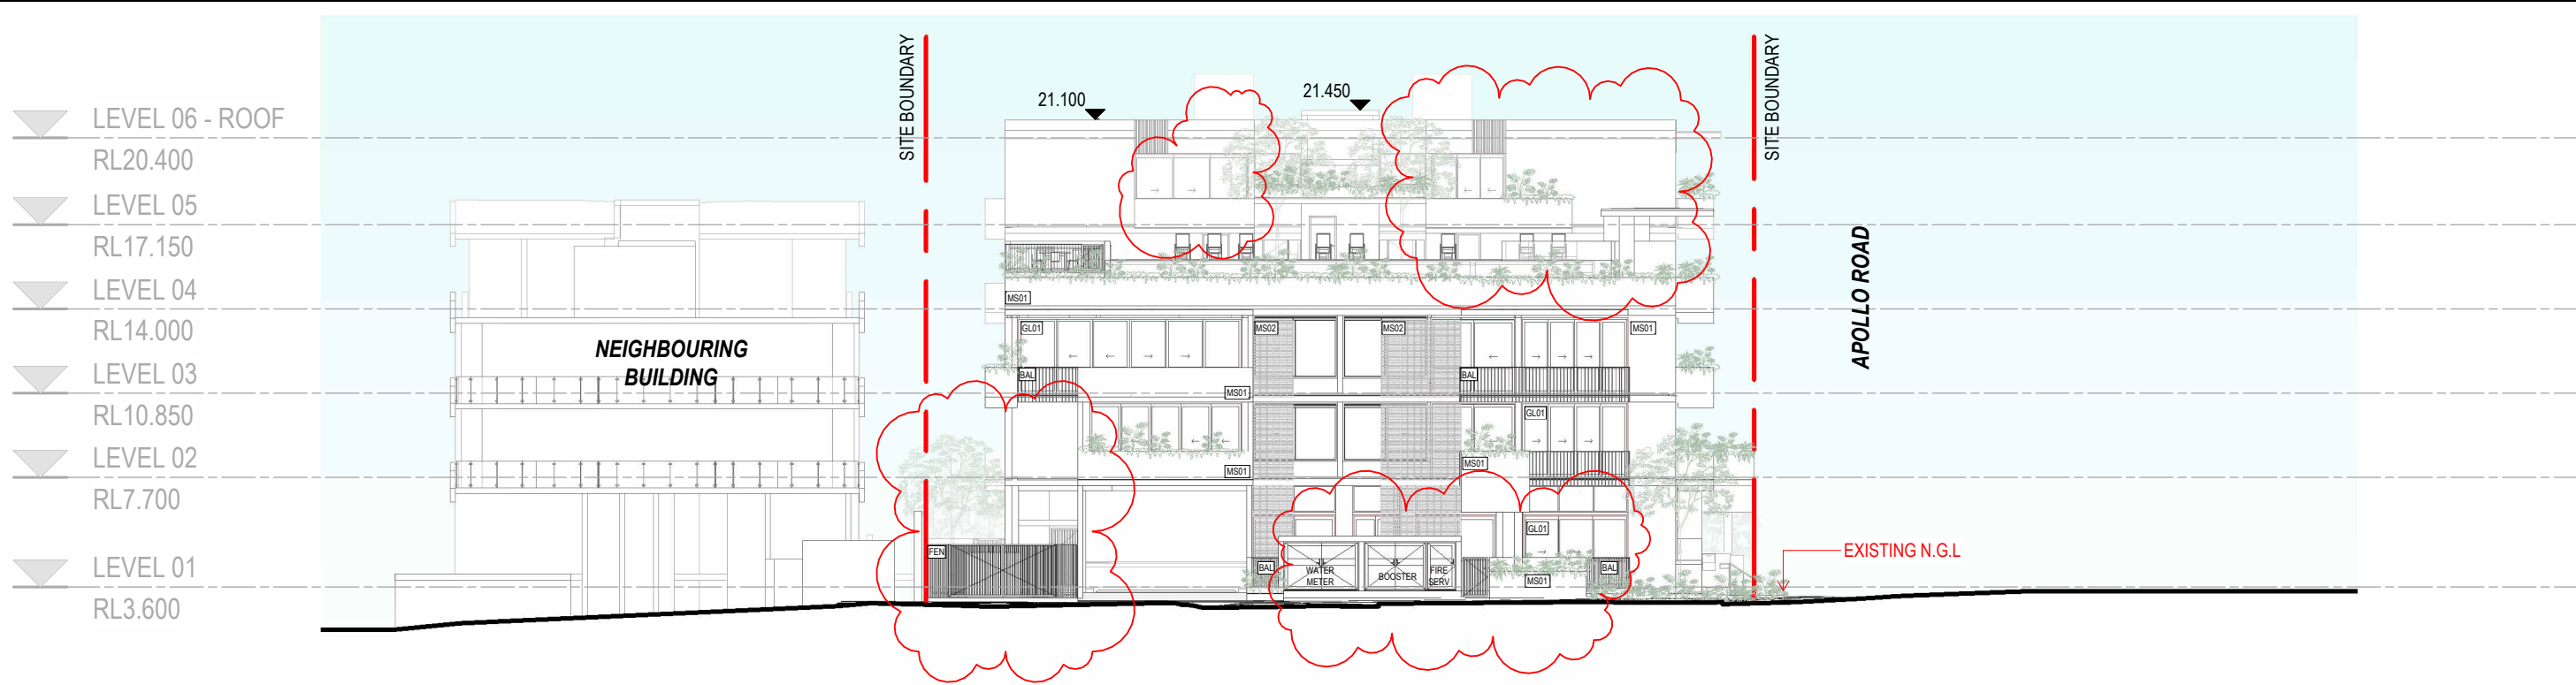 SITE BOUNDARY
SITE BOUNDARY
21.100
21.450
LEVEL 06 - ROOF
RL20.400
LEVEL 05
RL17.150
LEVEL 04
RL14.000
LEVEL 03
RL10.850
LEVEL 02
RL7.700
LEVEL 01
RL3.600
NEIGHBOURING
BUILDING
APOLLO ROAD
MS01
GL01
MS02
MS02
MS01
BAL
BAL
MS01
GL01
MS01
MS01
FEN
GL01
BAL
WATER
METER
BOOSTER
FIRE
SERV
MS01
BAL
EXISTING N.G.L